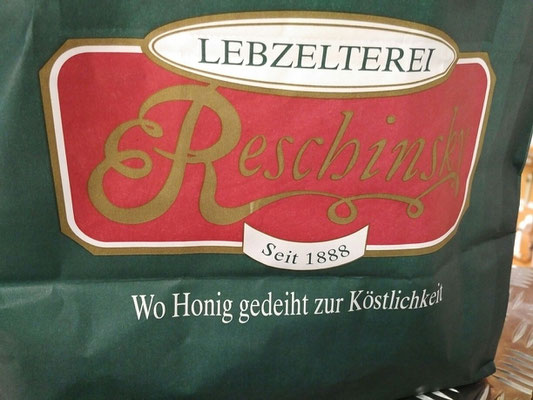 LEBZELTEREI
Reschinsky
Seit 1888
Wo Honig gedeiht zur Köstlichkeit